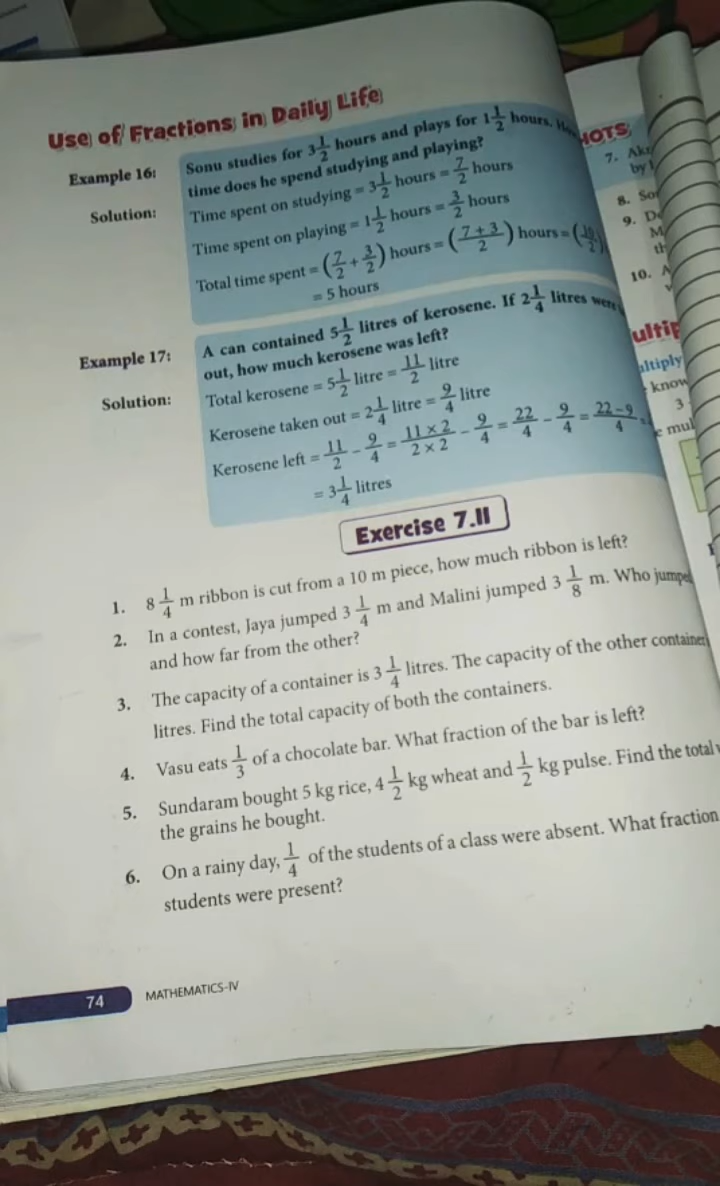 Use of Fractions in Daily Life
Example 16: Sonu studies for 3 1/2 hours and plays for 1 1/2 hours.
time does he spend studying and playing?
Solution: Time spent on studying = 3 1/2 hours = 7/2 hours
Time spent on playing = 1 1/2 hours = 3/2 hours
Total time spent = (7/2 + 3/2) hours = (7 + 3/2) hours = (10/2)
= 5 hours
Example 17: A can contained 5 1/2 litres of kerosene. If 2 1/4 litres were
out, how much kerosene was left?
Solution: Total kerosene = 5 1/2 litre = 11/2 litre
Kerosene taken out = 2 1/4 litre = 9/4 litre
Kerosene left = 11/2 - 9/4 = 11 × 2/2 × 2 - 9/4 = 22/4 - 9/4 = 22 - 9/4 =
= 3 1/4 litres
Exercise 7.II
1. 8 1/4 m ribbon is cut from a 10 m piece, how much ribbon is left?
2. In a contest, Jaya jumped 3 1/4 m and Malini jumped 3 1/8 m. Who jumped
and how far from the other?
3. The capacity of a container is 3 1/4 litres. The capacity of the other container
litres. Find the total capacity of both the containers.
4. Vasu eats 1/3 of a chocolate bar. What fraction of the bar is left?
5. Sundaram bought 5 kg rice, 4 1/2 kg wheat and 1/2 kg pulse. Find the total
the grains he bought.
6. On a rainy day, 1/4 of the students of a class were absent. What fraction
students were present?
74 MATHEMATICS-IV
HOTS
7.
by
8.
9.
10.
know
3